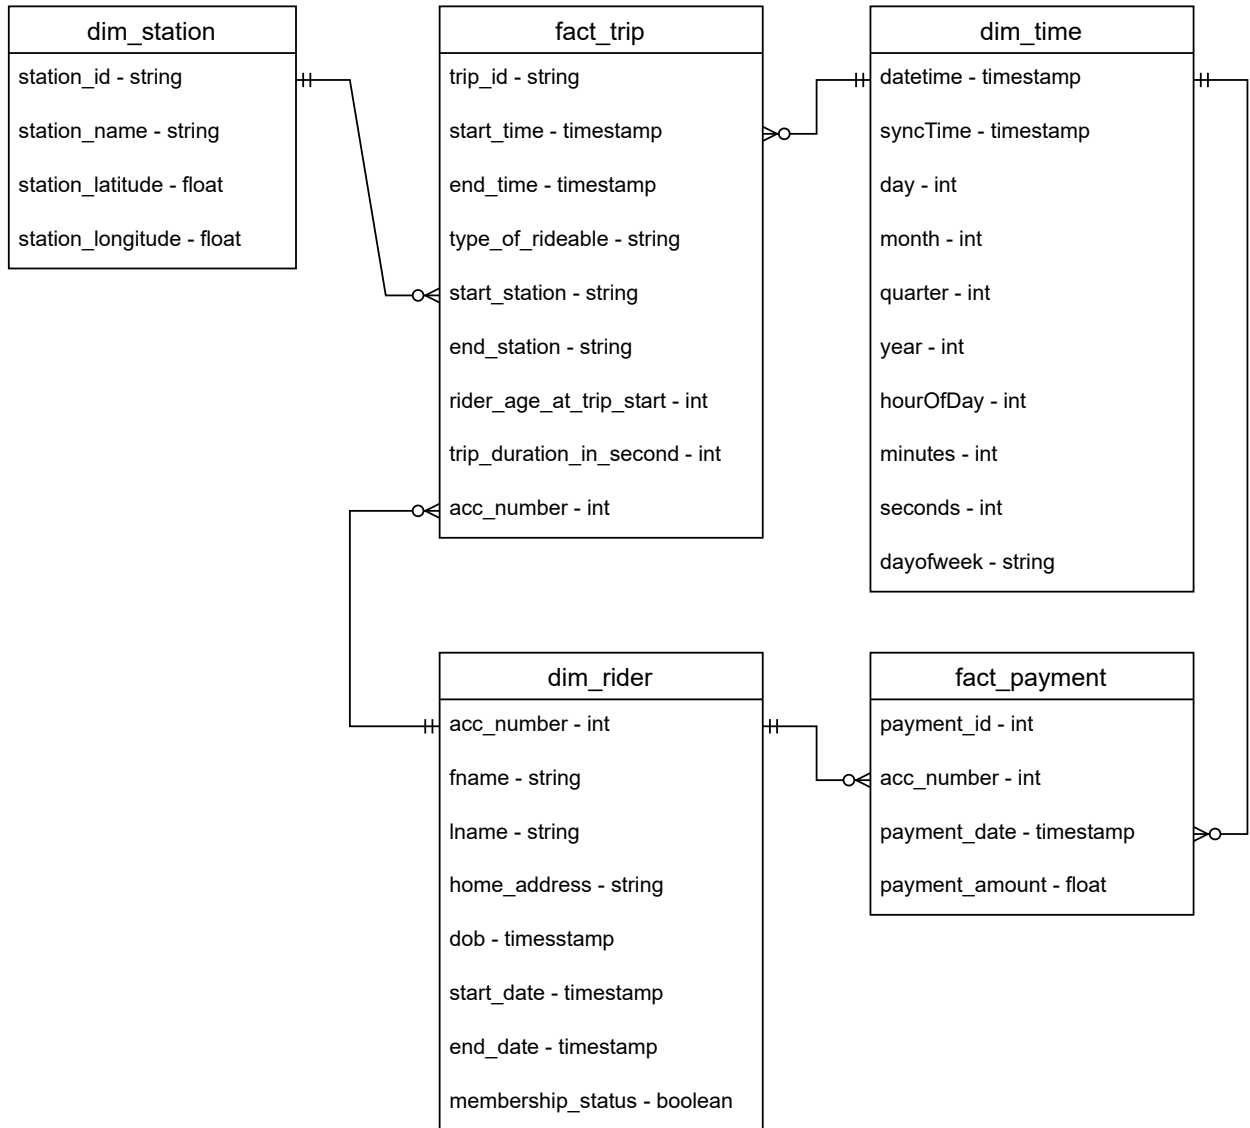 dim_station
station_id - string
station_name - string
station_latitude - float
station_longitude - float
fact_trip
trip_id - string
start_time - timestamp
end_time - timestamp
type_of_rideable - string
start_station - string
end_station - string
rider_age_at_trip_start - int
trip_duration_in_second - int
acc_number - int
dim_time
datetime - timestamp
syncTime - timestamp
day - int
month - int
quarter - int
year - int
hourOfDay - int
minutes - int
seconds - int
dayofweek - string
dim_rider
acc_number - int
fname - string
lname - string
home_address - string
dob - timesstamp
start_date - timestamp
end_date - timestamp
membership_status - boolean
fact_payment
payment_id - int
acc_number - int
payment_date - timestamp
payment_amount - float